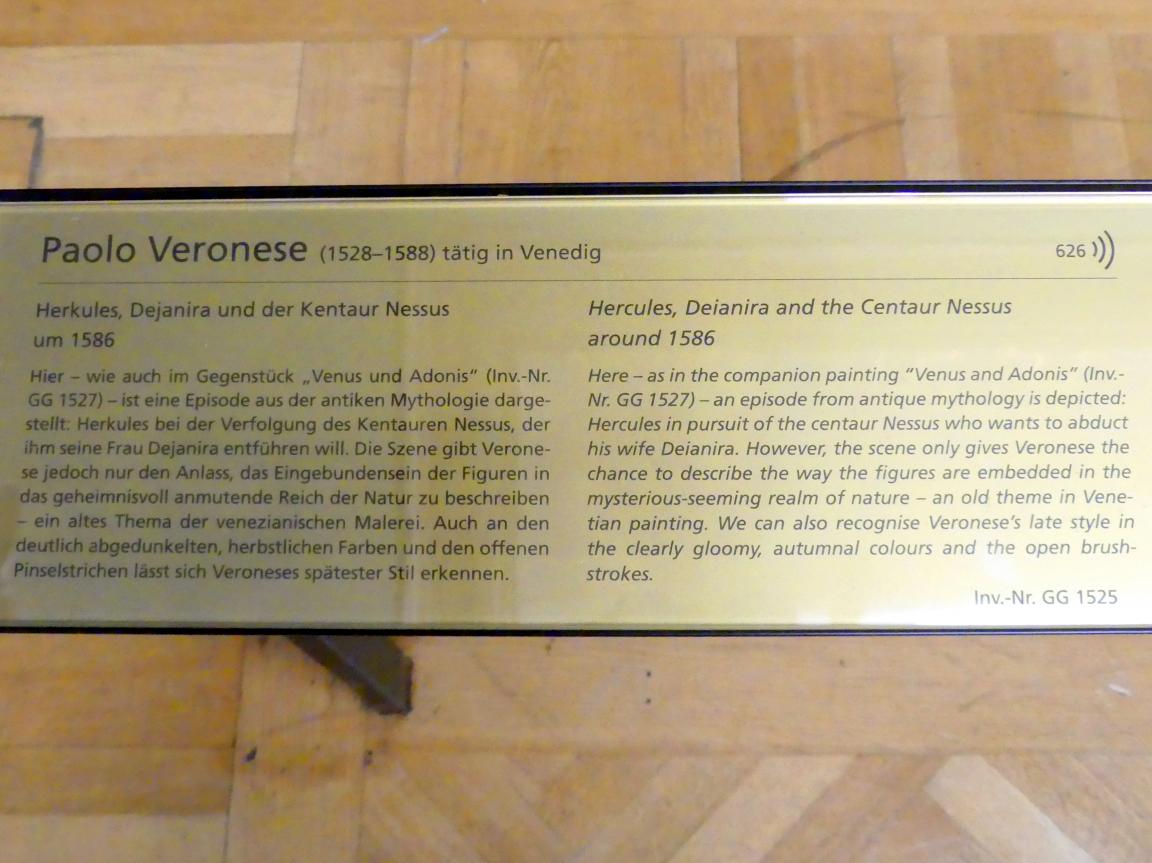 Paolo Veronese (1528–1588) tätig in Venedig
626
Herkules, Dejanira und der Kentaur Nessus
um 1586
Hier – wie auch im Gegenstück „Venus und Adonis“ (Inv.-Nr.
GG 1527) – ist eine Episode aus der antiken Mythologie darge-
stellt: Herkules bei der Verfolgung des Kentauren Nessus, der
ihm seine Frau Dejanira entführen will. Die Szene gibt Verone-
se jedoch nur den Anlass, das Eingebundensein der Figuren in
das geheimnisvoll anmutende Reich der Natur zu beschreiben
– ein altes Thema der venezianischen Malerei. Auch an den
deutlich abgedunkelten, herbstlichen Farben und den offenen
Pinselstrichen lässt sich Veroneses spätester Stil erkennen.
Hercules, Deianira and the Centaur Nessus
around 1586
Here – as in the companion painting “Venus and Adonis” (Inv.-
Nr. GG 1527) – an episode from antique mythology is depicted:
Hercules in pursuit of the centaur Nessus who wants to abduct
his wife Deianira. However, the scene only gives Veronese the
chance to describe the way the figures are embedded in the
mysterious-seeming realm of nature – an old theme in Vene-
tian painting. We can also recognise Veronese’s late style in
the clearly gloomy, autumnal colours and the open brush-
strokes.
Inv.-Nr. GG 1525